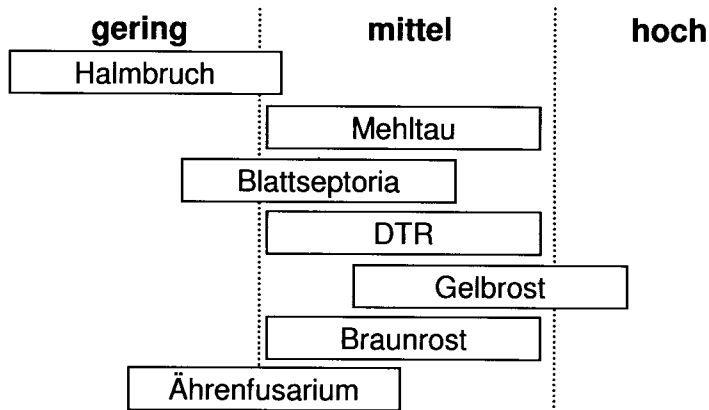 gering mittel hoch
Halmbruch
Mehltau
Blattseptoria
DTR
Gelbrost
Braunrost
Ährenfusarium